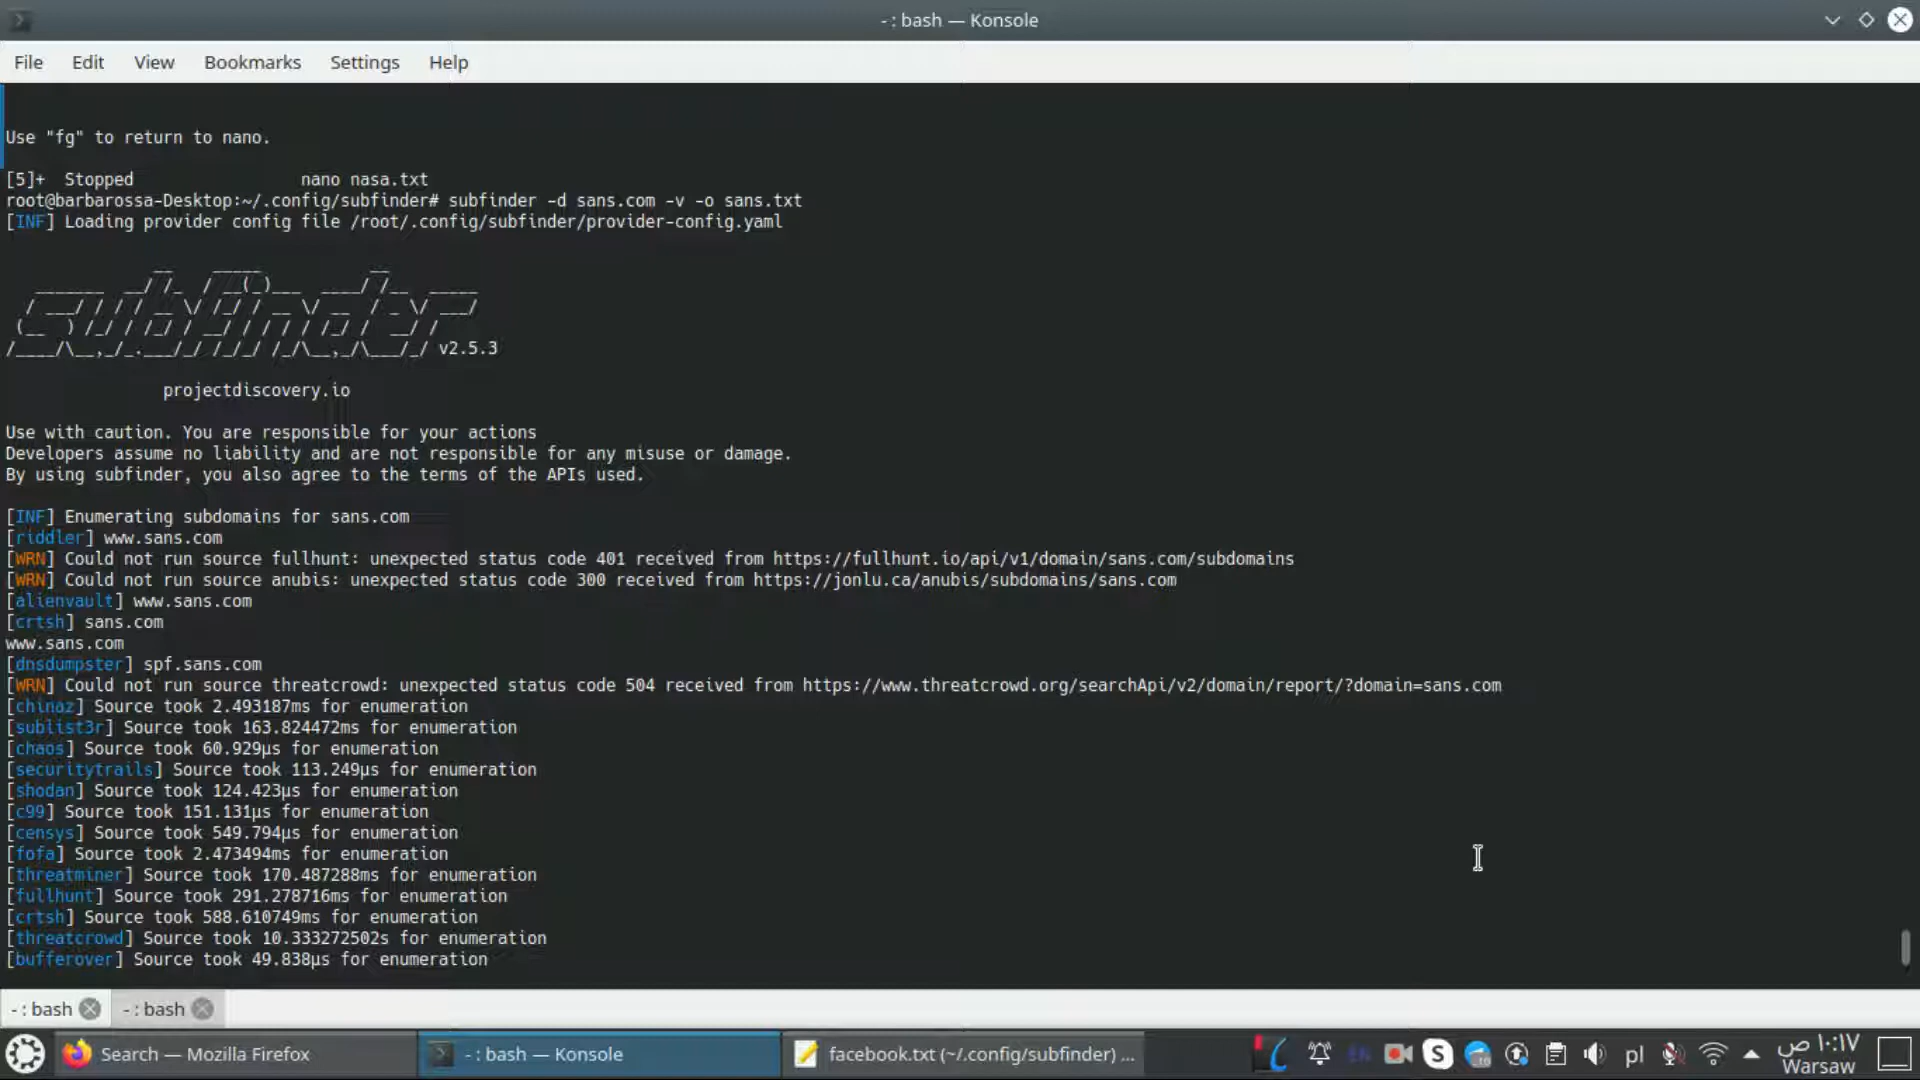 - : bash — Konsole
File Edit View Bookmarks Settings Help
Use "fg" to return to nano.
[5]+  Stopped                 nano nasa.txt
root@barbarossa-Desktop:~/.config/subfinder# subfinder -d sans.com -v -o sans.txt
[INF] Loading provider config file /root/.config/subfinder/provider-config.yaml
subfinder v2.5.3
projectdiscovery.io
Use with caution. You are responsible for your actions
Developers assume no liability and are not responsible for any misuse or damage.
By using subfinder, you also agree to the terms of the APIs used.
[INF] Enumerating subdomains for sans.com
[riddler] www.sans.com
[WRN] Could not run source fullhunt: unexpected status code 401 received from https://fullhunt.io/api/v1/domain/sans.com/subdomains
[WRN] Could not run source anubis: unexpected status code 300 received from https://jonlu.ca/anubis/subdomains/sans.com
[alienvault] www.sans.com
[crtsh] sans.com
www.sans.com
[dnsdumpster] spf.sans.com
[WRN] Could not run source threatcrowd: unexpected status code 504 received from https://www.threatcrowd.org/searchApi/v2/domain/report/?domain=sans.com
[chinaz] Source took 2.493187ms for enumeration
[sublist3r] Source took 163.824472ms for enumeration
[chaos] Source took 60.929µs for enumeration
[securitytrails] Source took 113.249µs for enumeration
[shodan] Source took 124.423µs for enumeration
[c99] Source took 151.131µs for enumeration
[censys] Source took 549.794µs for enumeration
[fofa] Source took 2.473494ms for enumeration
[threatminer] Source took 170.487288ms for enumeration
[fullhunt] Source took 291.278716ms for enumeration
[crtsh] Source took 588.610749ms for enumeration
[threatcrowd] Source took 10.333272502s for enumeration
[bufferover] Source took 49.838µs for enumeration
- : bash - : bash
Search — Mozilla Firefox - : bash — Konsole facebook.txt (~/.config/subfinder) ... EN pl ١٠:١٧ ص
Warsaw